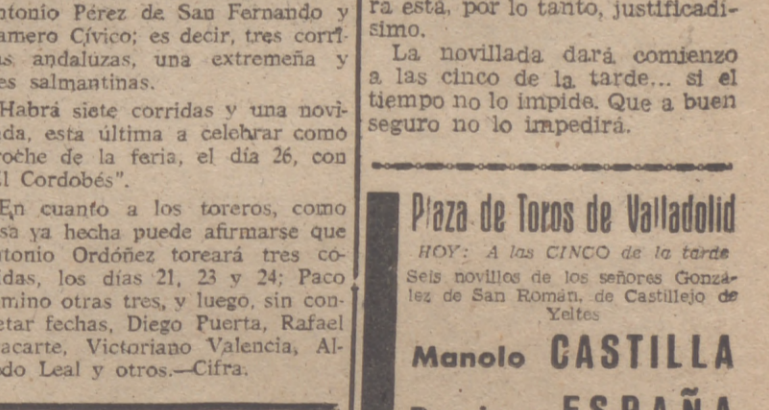 ntonio Pérez de San Fernando y
amero Cívico; es decir, tres corri-
as andaluzas, una extremeña y
es salmantinas.
Habrá siete corridas y una novi-
da, esta última a celebrar como
roche de la feria, el día 26, con
l Cordobés".
En cuanto a los toreros, como
sa ya hecha puede afirmarse que
tonio Ordóñez toreará tres co-
idas, los días 21, 23 y 24; Paco
mino otras tres, y luego, sin con-
etar fechas, Diego Puerta, Rafael
acarte, Victoriano Valencia, Al-
do Leal y otros.—Cifra.
ra está, por lo tanto, justificadí-
simo.
La novillada dará comienzo
a las cinco de la tarde... si el
tiempo no lo impide. Que a buen
seguro no lo impedirá.
Plaza de Toros de Valladolid
HOY: A las CINCO de la tarde
Seis novillos de los señores Gonzá-
lez de San Román, de Castillejo de
Yeltes
Manolo CASTILLA
ESPAÑA